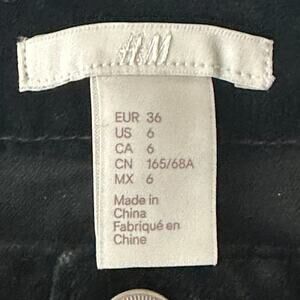 H&M
EUR 36
US 6
CA 6
CN 165/68A
MX 6
Made in
China
Fabriqué en
Chine